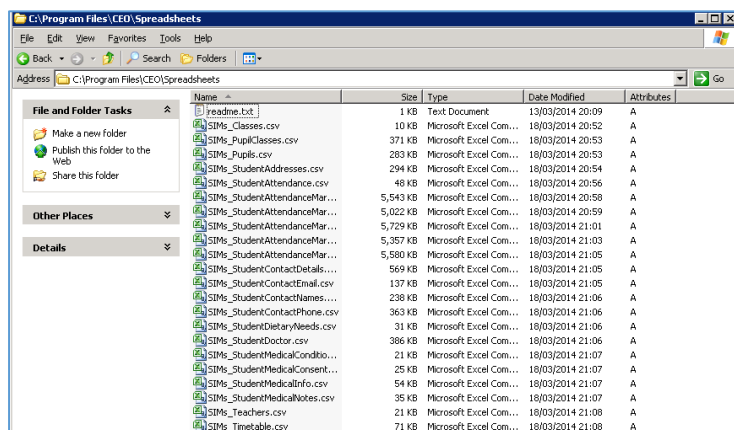 C:\Program Files\CEO\Spreadsheets
File Edit View Favorites Tools Help
Back Search Folders
Address C:\Program Files\CEO\Spreadsheets Go
File and Folder Tasks
Make a new folder
Publish this folder to the Web
Share this folder
Other Places
Details
Name Size Type Date Modified Attributes
readme.txt 1 KB Text Document 13/03/2014 20:09 A
SIMs_Classes.csv 10 KB Microsoft Excel Com... 18/03/2014 20:52 A
SIMs_PupilClasses.csv 371 KB Microsoft Excel Com... 18/03/2014 20:53 A
SIMs_Pupils.csv 283 KB Microsoft Excel Com... 18/03/2014 20:53 A
SIMs_StudentAddresses.csv 294 KB Microsoft Excel Com... 18/03/2014 20:54 A
SIMs_StudentAttendance.csv 48 KB Microsoft Excel Com... 18/03/2014 20:56 A
SIMs_StudentAttendanceMar... 5,543 KB Microsoft Excel Com... 18/03/2014 20:58 A
SIMs_StudentAttendanceMar... 5,022 KB Microsoft Excel Com... 18/03/2014 20:59 A
SIMs_StudentAttendanceMar... 5,729 KB Microsoft Excel Com... 18/03/2014 21:01 A
SIMs_StudentAttendanceMar... 5,357 KB Microsoft Excel Com... 18/03/2014 21:03 A
SIMs_StudentAttendanceMar... 5,580 KB Microsoft Excel Com... 18/03/2014 21:05 A
SIMs_StudentContactDetails.... 569 KB Microsoft Excel Com... 18/03/2014 21:05 A
SIMs_StudentContactEmail.csv 137 KB Microsoft Excel Com... 18/03/2014 21:05 A
SIMs_StudentContactNames.... 238 KB Microsoft Excel Com... 18/03/2014 21:06 A
SIMs_StudentContactPhone.csv 363 KB Microsoft Excel Com... 18/03/2014 21:06 A
SIMs_StudentDietaryNeeds.csv 31 KB Microsoft Excel Com... 18/03/2014 21:06 A
SIMs_StudentDoctor.csv 386 KB Microsoft Excel Com... 18/03/2014 21:06 A
SIMs_StudentMedicalConditio... 21 KB Microsoft Excel Com... 18/03/2014 21:07 A
SIMs_StudentMedicalConsent... 25 KB Microsoft Excel Com... 18/03/2014 21:07 A
SIMs_StudentMedicalInfo.csv 54 KB Microsoft Excel Com... 18/03/2014 21:07 A
SIMs_StudentMedicalNotes.csv 35 KB Microsoft Excel Com... 18/03/2014 21:07 A
SIMs_Teachers.csv 21 KB Microsoft Excel Com... 18/03/2014 21:08 A
SIMs_Timetable.csv 71 KB Microsoft Excel Com... 18/03/2014 21:08 A